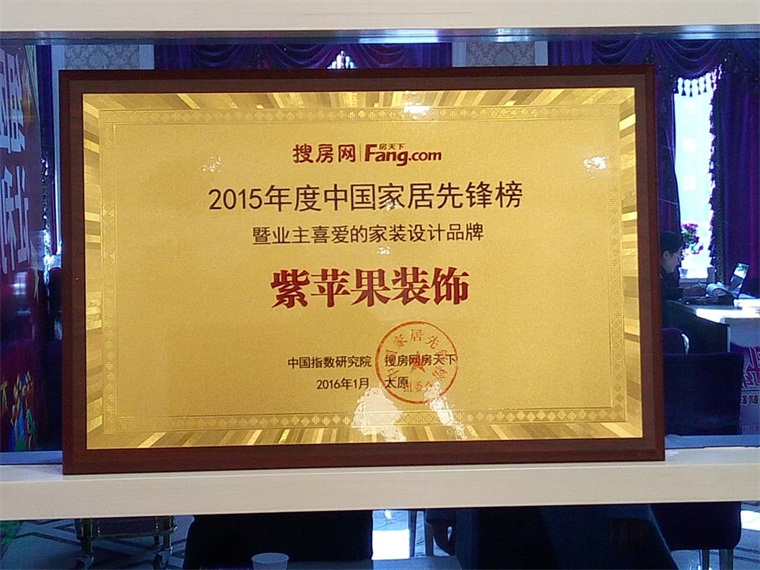 搜房网 房天下 Fang.com
2015年度中国家居先锋榜
暨业主喜爱的家装设计品牌
紫苹果装饰
中国指数研究院 搜房网房天下
2016年1月 太原